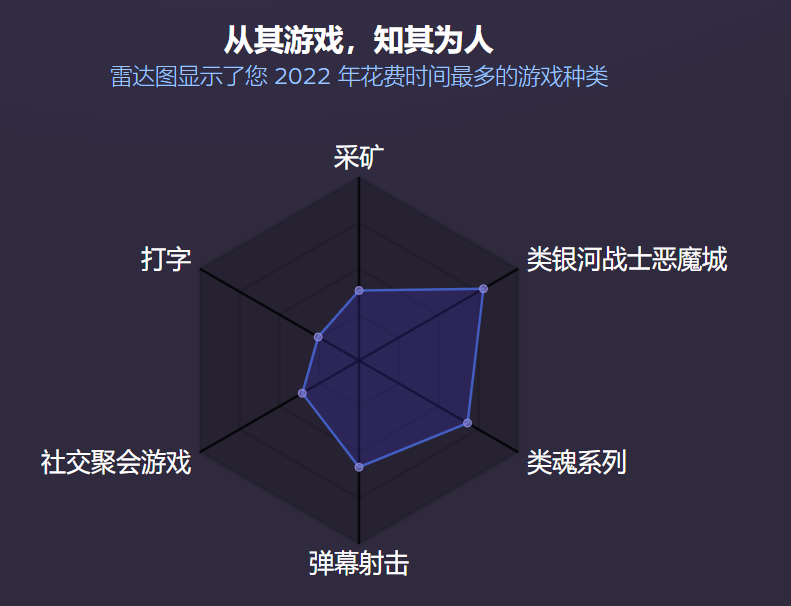 从其游戏，知其为人
雷达图显示了您 2022 年花费时间最多的游戏种类
采矿
打字
类银河战士恶魔城
社交聚会游戏
类魂系列
弹幕射击